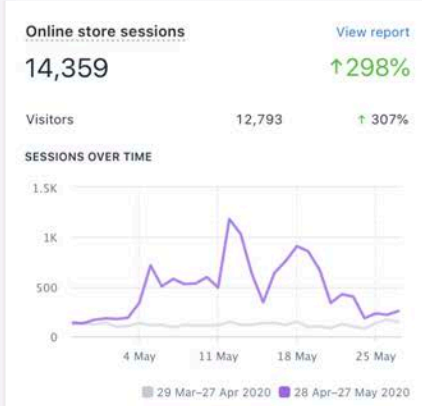 Online store sessions
View report
14,359
↑298%
Visitors 12,793 ↑ 307%
SESSIONS OVER TIME
1.5K
1K
500
0
4 May 11 May 18 May 25 May
29 Mar–27 Apr 2020 28 Apr–27 May 2020